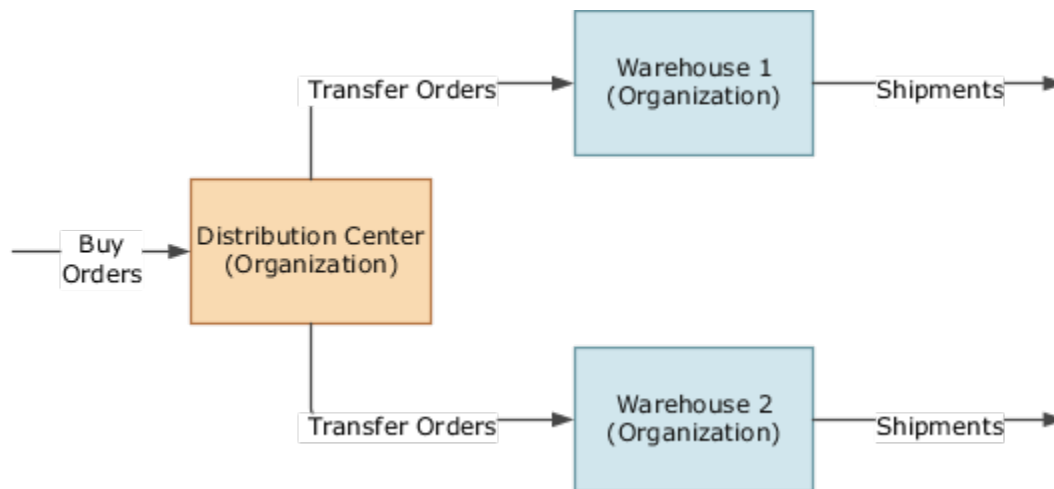 Transfer Orders
Warehouse 1
(Organization)
Shipments
Buy
Orders
Distribution Center
(Organization)
Transfer Orders
Warehouse 2
(Organization)
Shipments